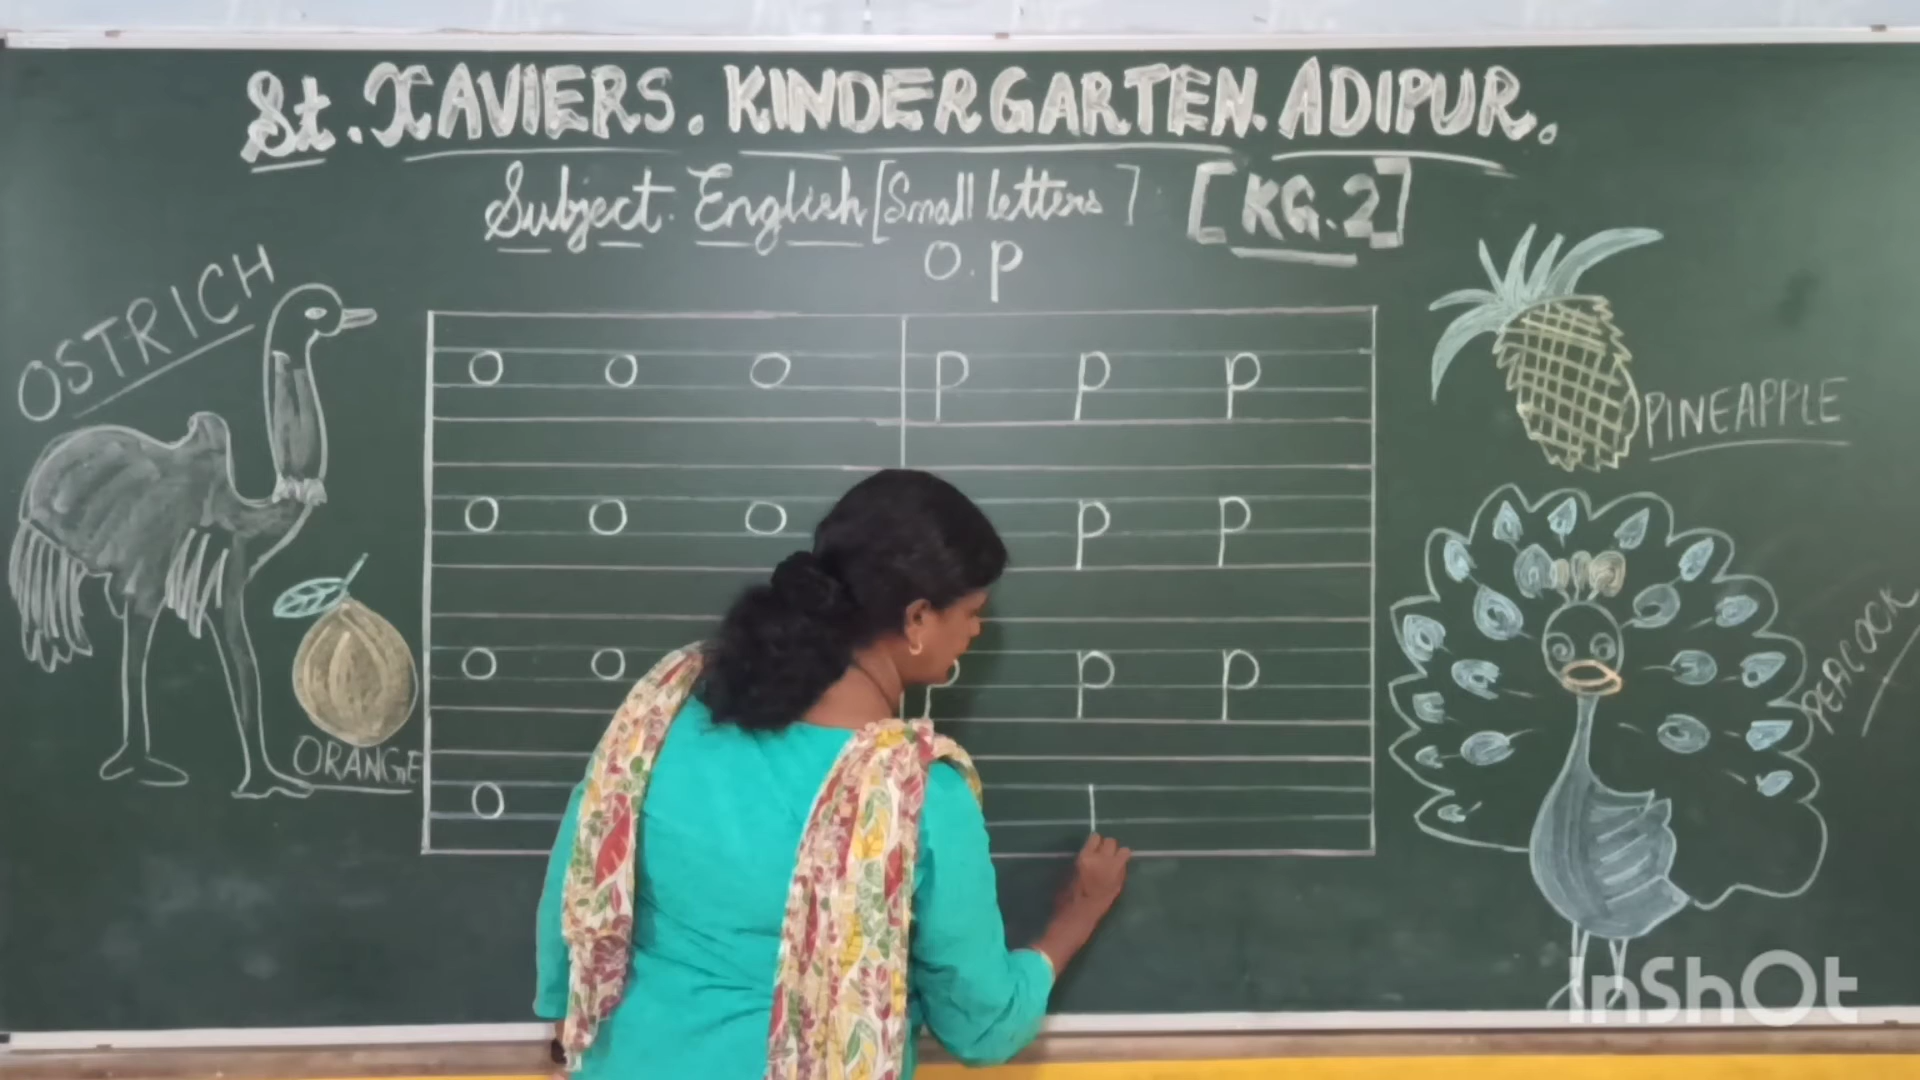 St. XAVIERS. KINDERGARTEN. ADIPUR.
Subject. English [Small letters] [KG.2]
o.p
OSTRICH
ORANGE
PINEAPPLE
PEACOCK
o o o p p p
o o o p p
o o p p p
o
InShOt